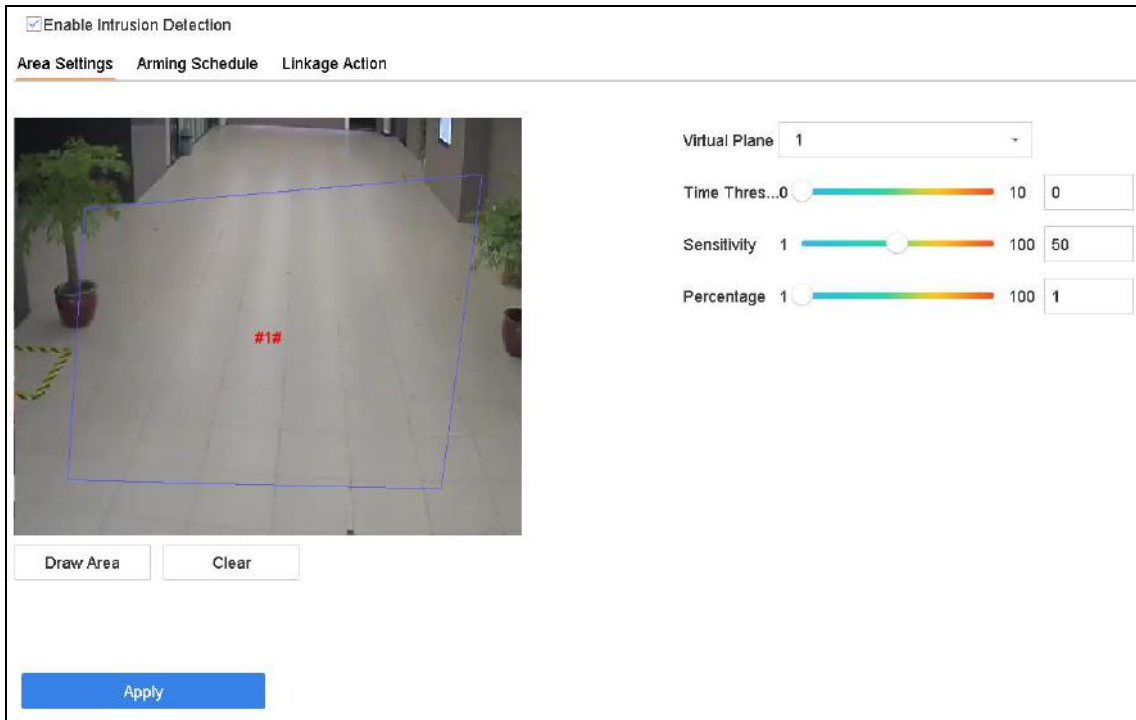 Enable Intrusion Detection
Area Settings Arming Schedule Linkage Action
Virtual Plane 1
Time Thres...0 10 0
Sensitivity 1 100 50
Percentage 1 100 1
#1#
Draw Area Clear
Apply